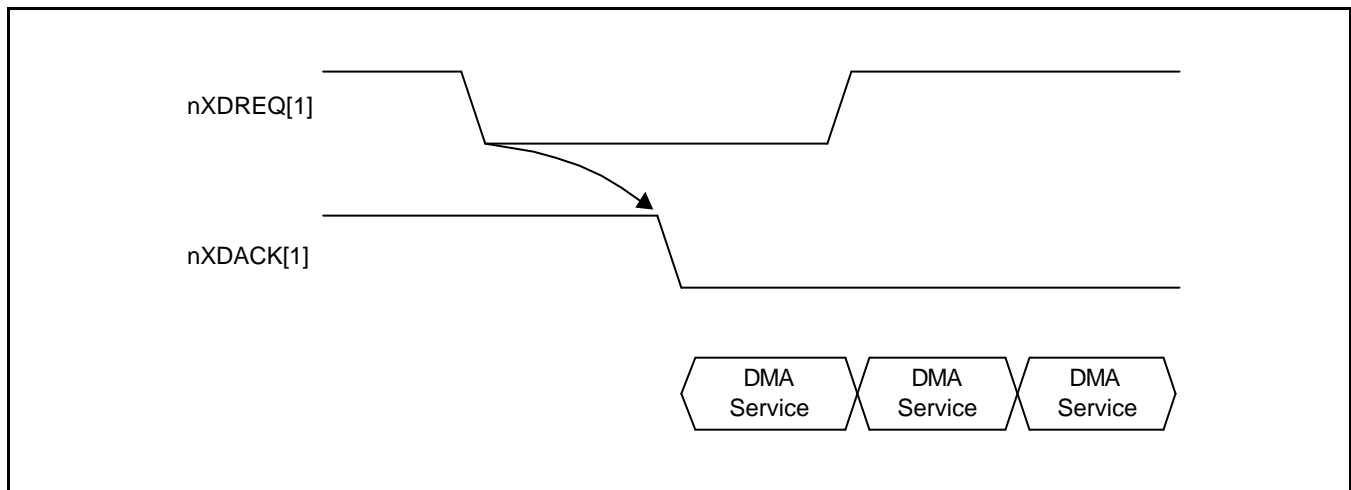 nXDREQ[1]
nXDACK[1]
DMA
Service
DMA
Service
DMA
Service